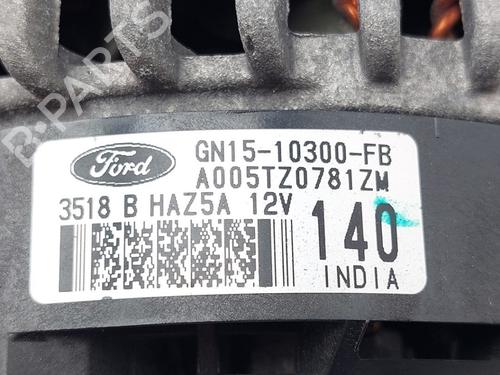 B-PARTS
Ford
GN15-10300-FB
A005TZ0781ZM
3518 B HAZ5A 12V
140
INDIA